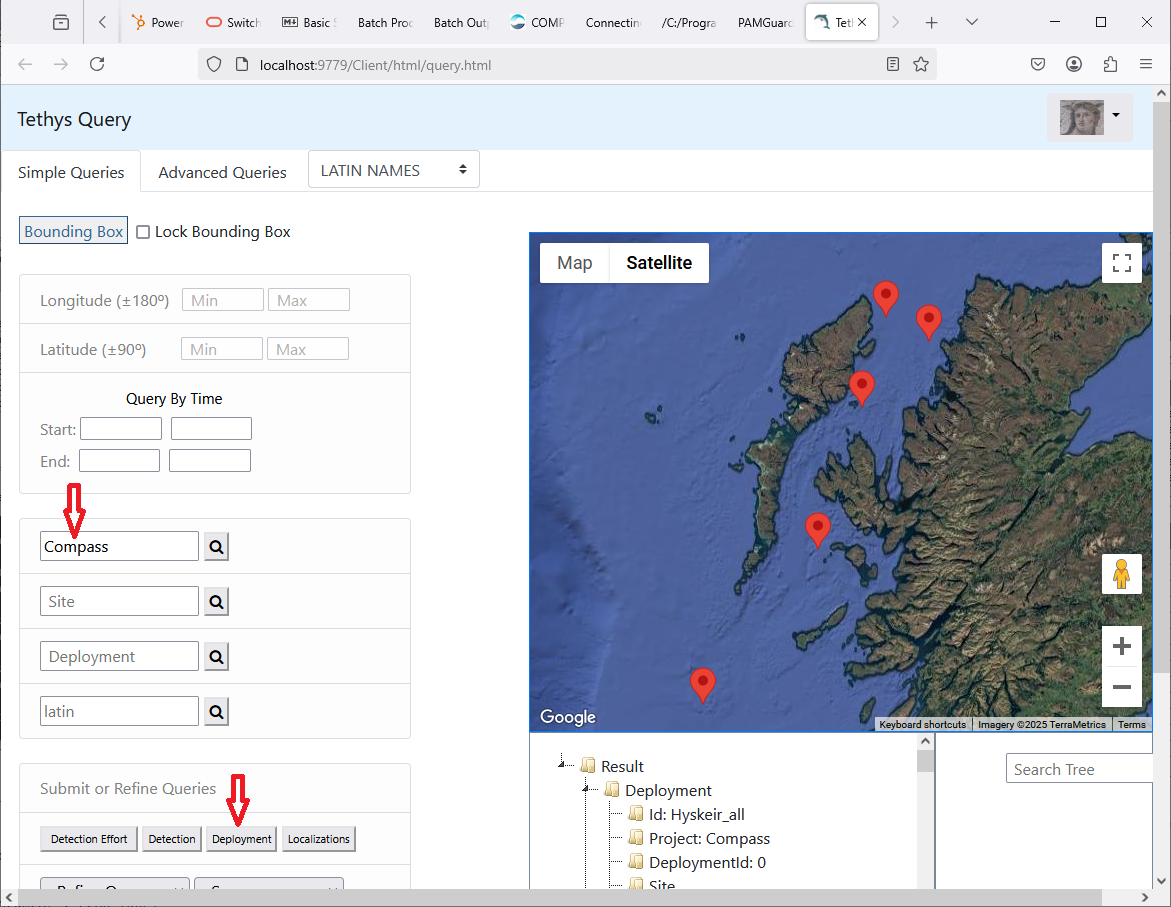 Power
Switch
Basic S
Batch Proc
Batch Outp
COMP
Connectin
/C:/Progra
PAMGuard
Tetl
localhost:9779/Client/html/query.html
Tethys Query
Simple Queries
Advanced Queries
LATIN NAMES
Bounding Box
Lock Bounding Box
Longitude (±180º)
Min
Max
Latitude (±90º)
Min
Max
Query By Time
Start:
End:
Compass
Site
Deployment
latin
Submit or Refine Queries
Detection Effort
Detection
Deployment
Localizations
Map
Satellite
Google
Keyboard shortcuts
Imagery ©2025 TerraMetrics
Terms
Result
Deployment
Id: Hyskeir_all
Project: Compass
DeploymentId: 0
Site
Search Tree